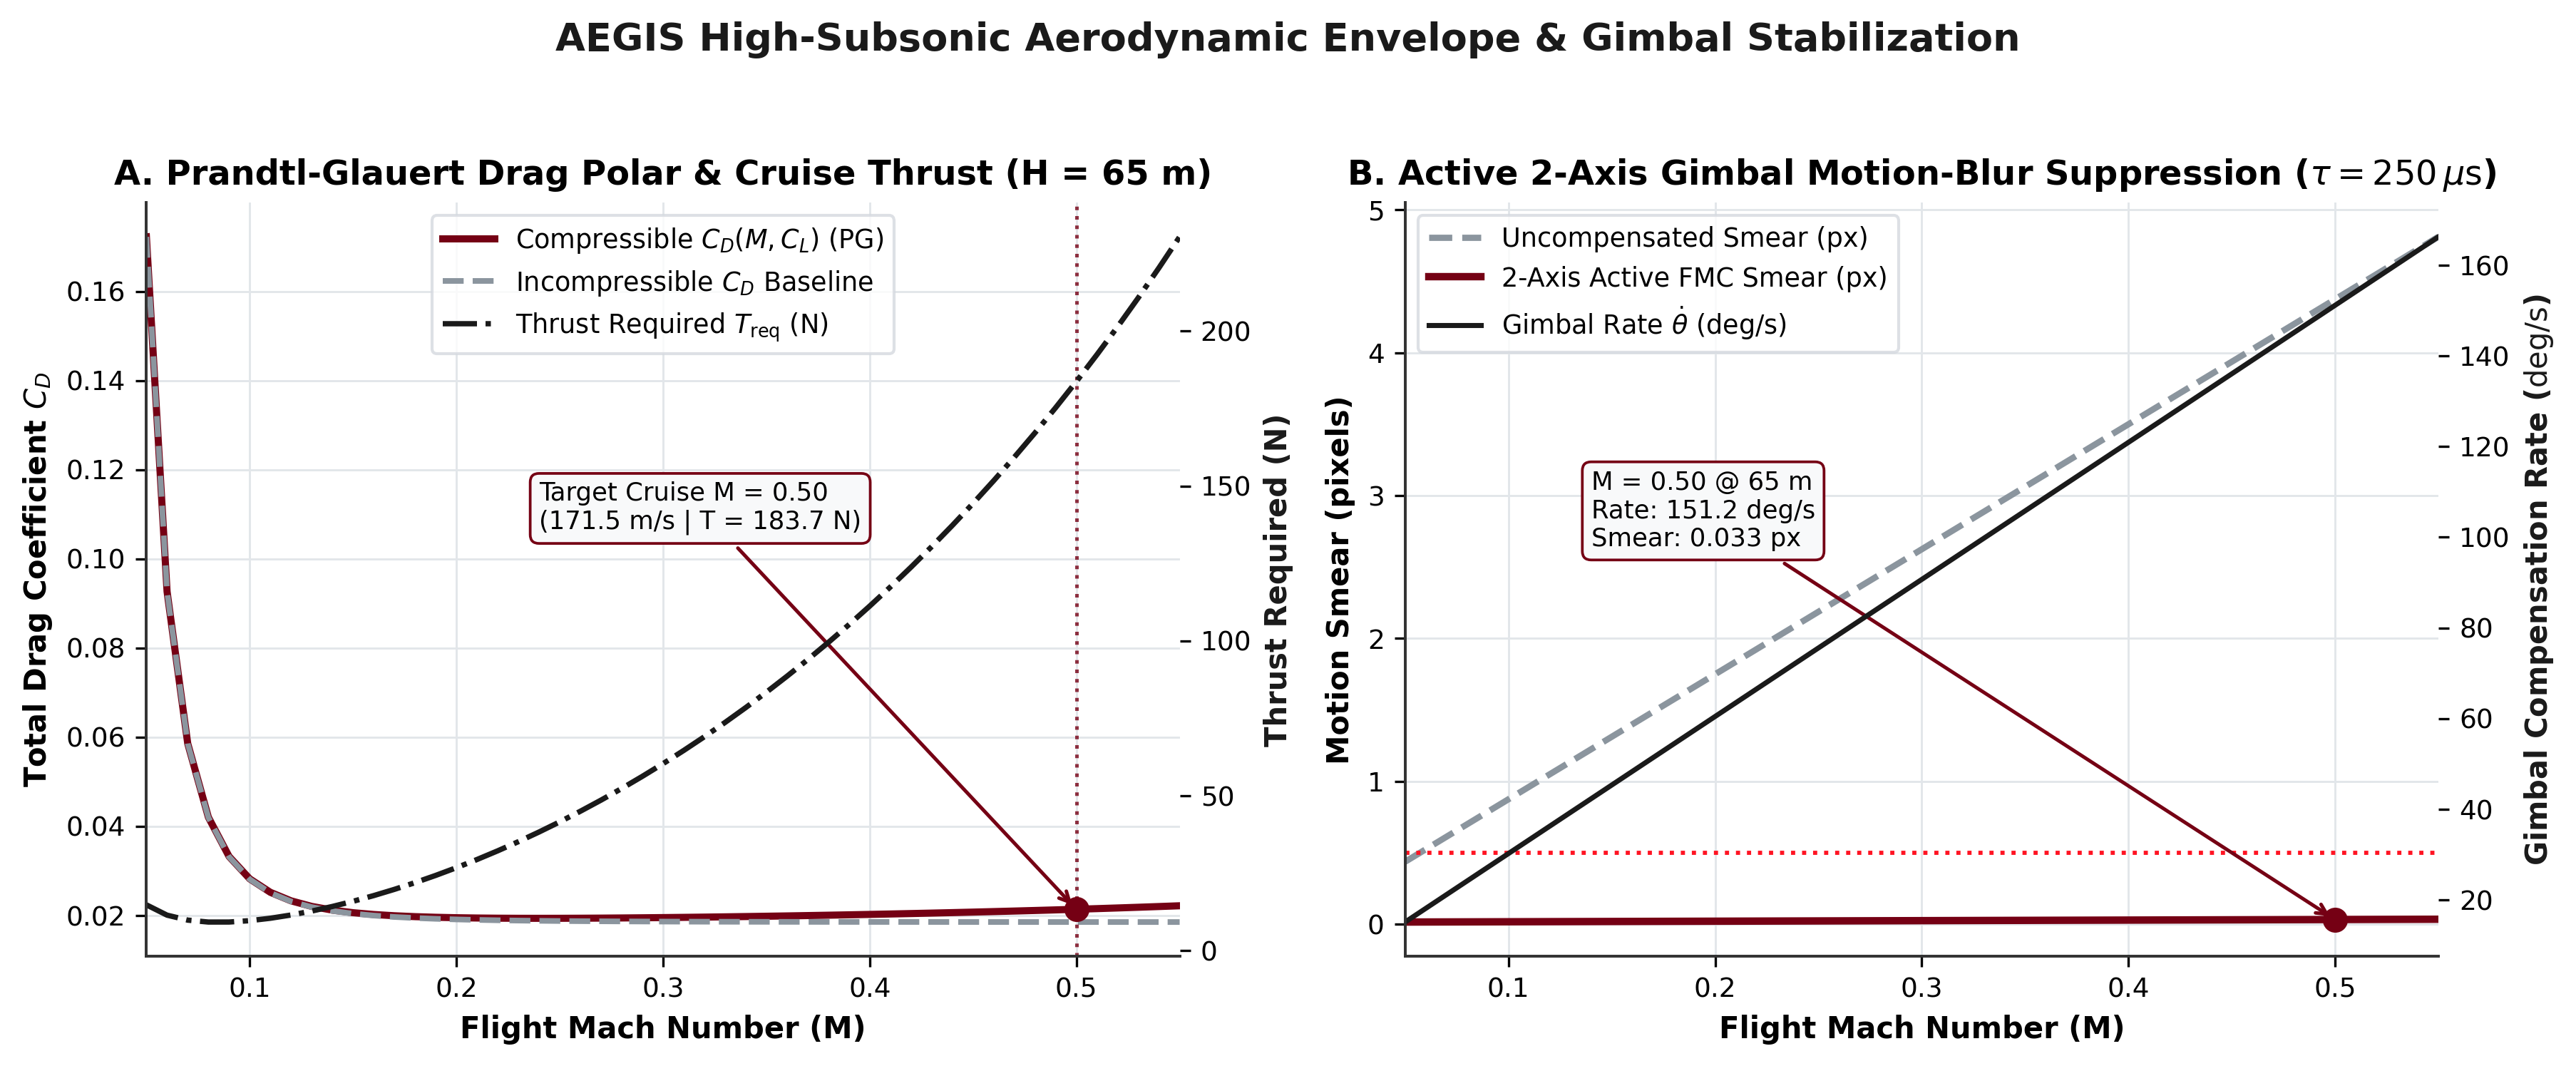 AEGIS High-Subsonic Aerodynamic Envelope & Gimbal Stabilization
A. Prandtl-Glauert Drag Polar & Cruise Thrust (H = 65 m)
Compressible C_D(M, C_L) (PG)
Incompressible C_D Baseline
Thrust Required T_req (N)
Target Cruise M = 0.50
(171.5 m/s | T = 183.7 N)
Total Drag Coefficient C_D
0.16
0.14
0.12
0.10
0.08
0.06
0.04
0.02
200
150
100
50
0
Thrust Required (N)
0.1
0.2
0.3
0.4
0.5
Flight Mach Number (M)
B. Active 2-Axis Gimbal Motion-Blur Suppression (τ = 250 μs)
Uncompensated Smear (px)
2-Axis Active FMC Smear (px)
Gimbal Rate θ̇ (deg/s)
M = 0.50 @ 65 m
Rate: 151.2 deg/s
Smear: 0.033 px
Motion Smear (pixels)
5
4
3
2
1
0
160
140
120
100
80
60
40
20
Gimbal Compensation Rate (deg/s)
0.1
0.2
0.3
0.4
0.5
Flight Mach Number (M)